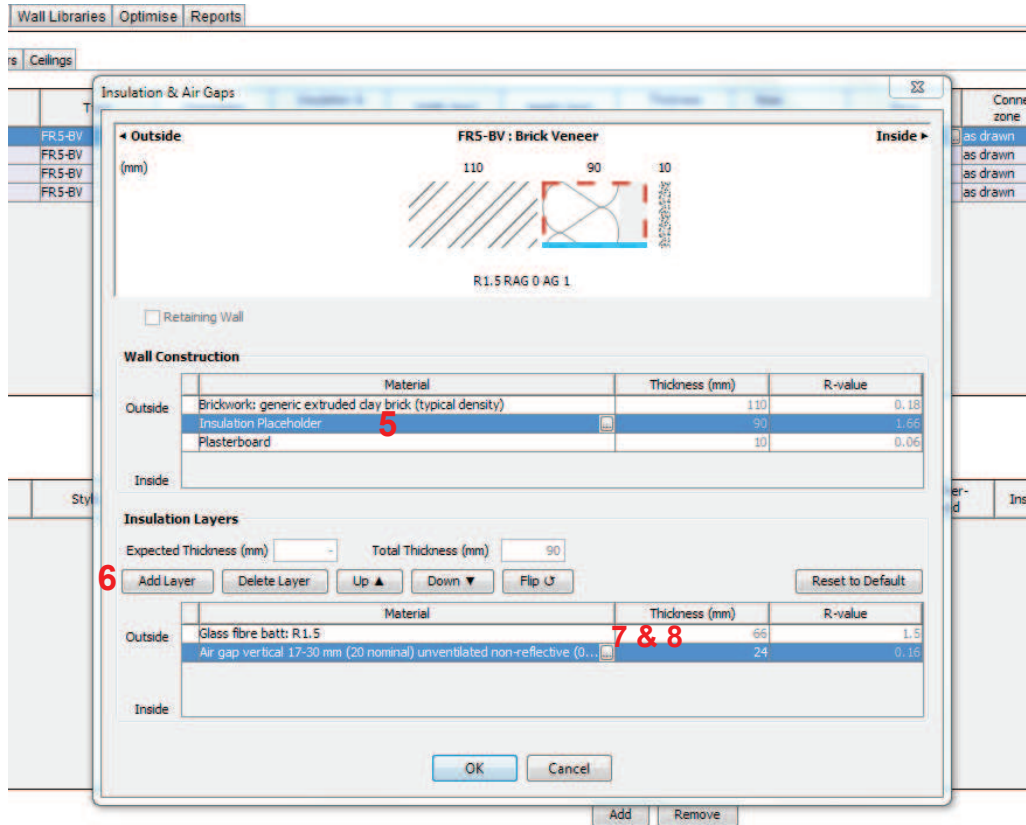 Wall Libraries Optimise Reports
rs Ceilings
Insulation & Air Gaps
Conne
zone
FR5-BV as drawn
FR5-BV as drawn
FR5-BV as drawn
FR5-BV as drawn
◄ Outside FR5-BV : Brick Veneer Inside ►
(mm) 110 90 10
R1.5 RAG 0 AG 1
Retaining Wall
Wall Construction
Material Thickness (mm) R-value
Outside Brickwork: generic extruded clay brick (typical density) 110 0.18
Insulation Placeholder 5 ... 90 1.66
Plasterboard 10 0.06
Inside
Styl er- Ins
d
Insulation Layers
Expected Thickness (mm) - Total Thickness (mm) 90
6 Add Layer Delete Layer Up ▲ Down ▼ Flip ↺ Reset to Default
Material Thickness (mm) R-value
Outside Glass fibre batt: R1.5 7 & 8 66 1.5
Air gap vertical 17-30 mm (20 nominal) unventilated non-reflective (0... ... 24 0.16
Inside
OK Cancel
Add Remove